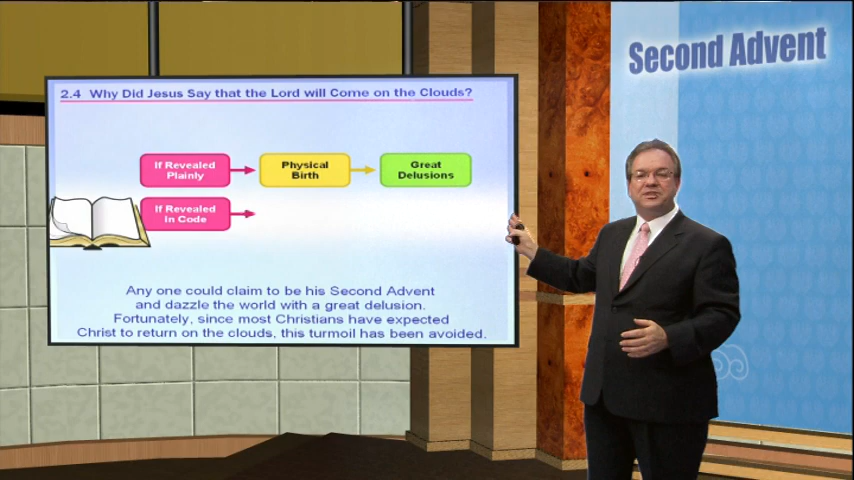 Second Advent
2.4 Why Did Jesus Say that the Lord will Come on the Clouds?
If Revealed
Plainly
Physical
Birth
Great
Delusions
If Revealed
In Code
Any one could claim to be his Second Advent
and dazzle the world with a great delusion.
Fortunately, since most Christians have expected
Christ to return on the clouds, this turmoil has been avoided.